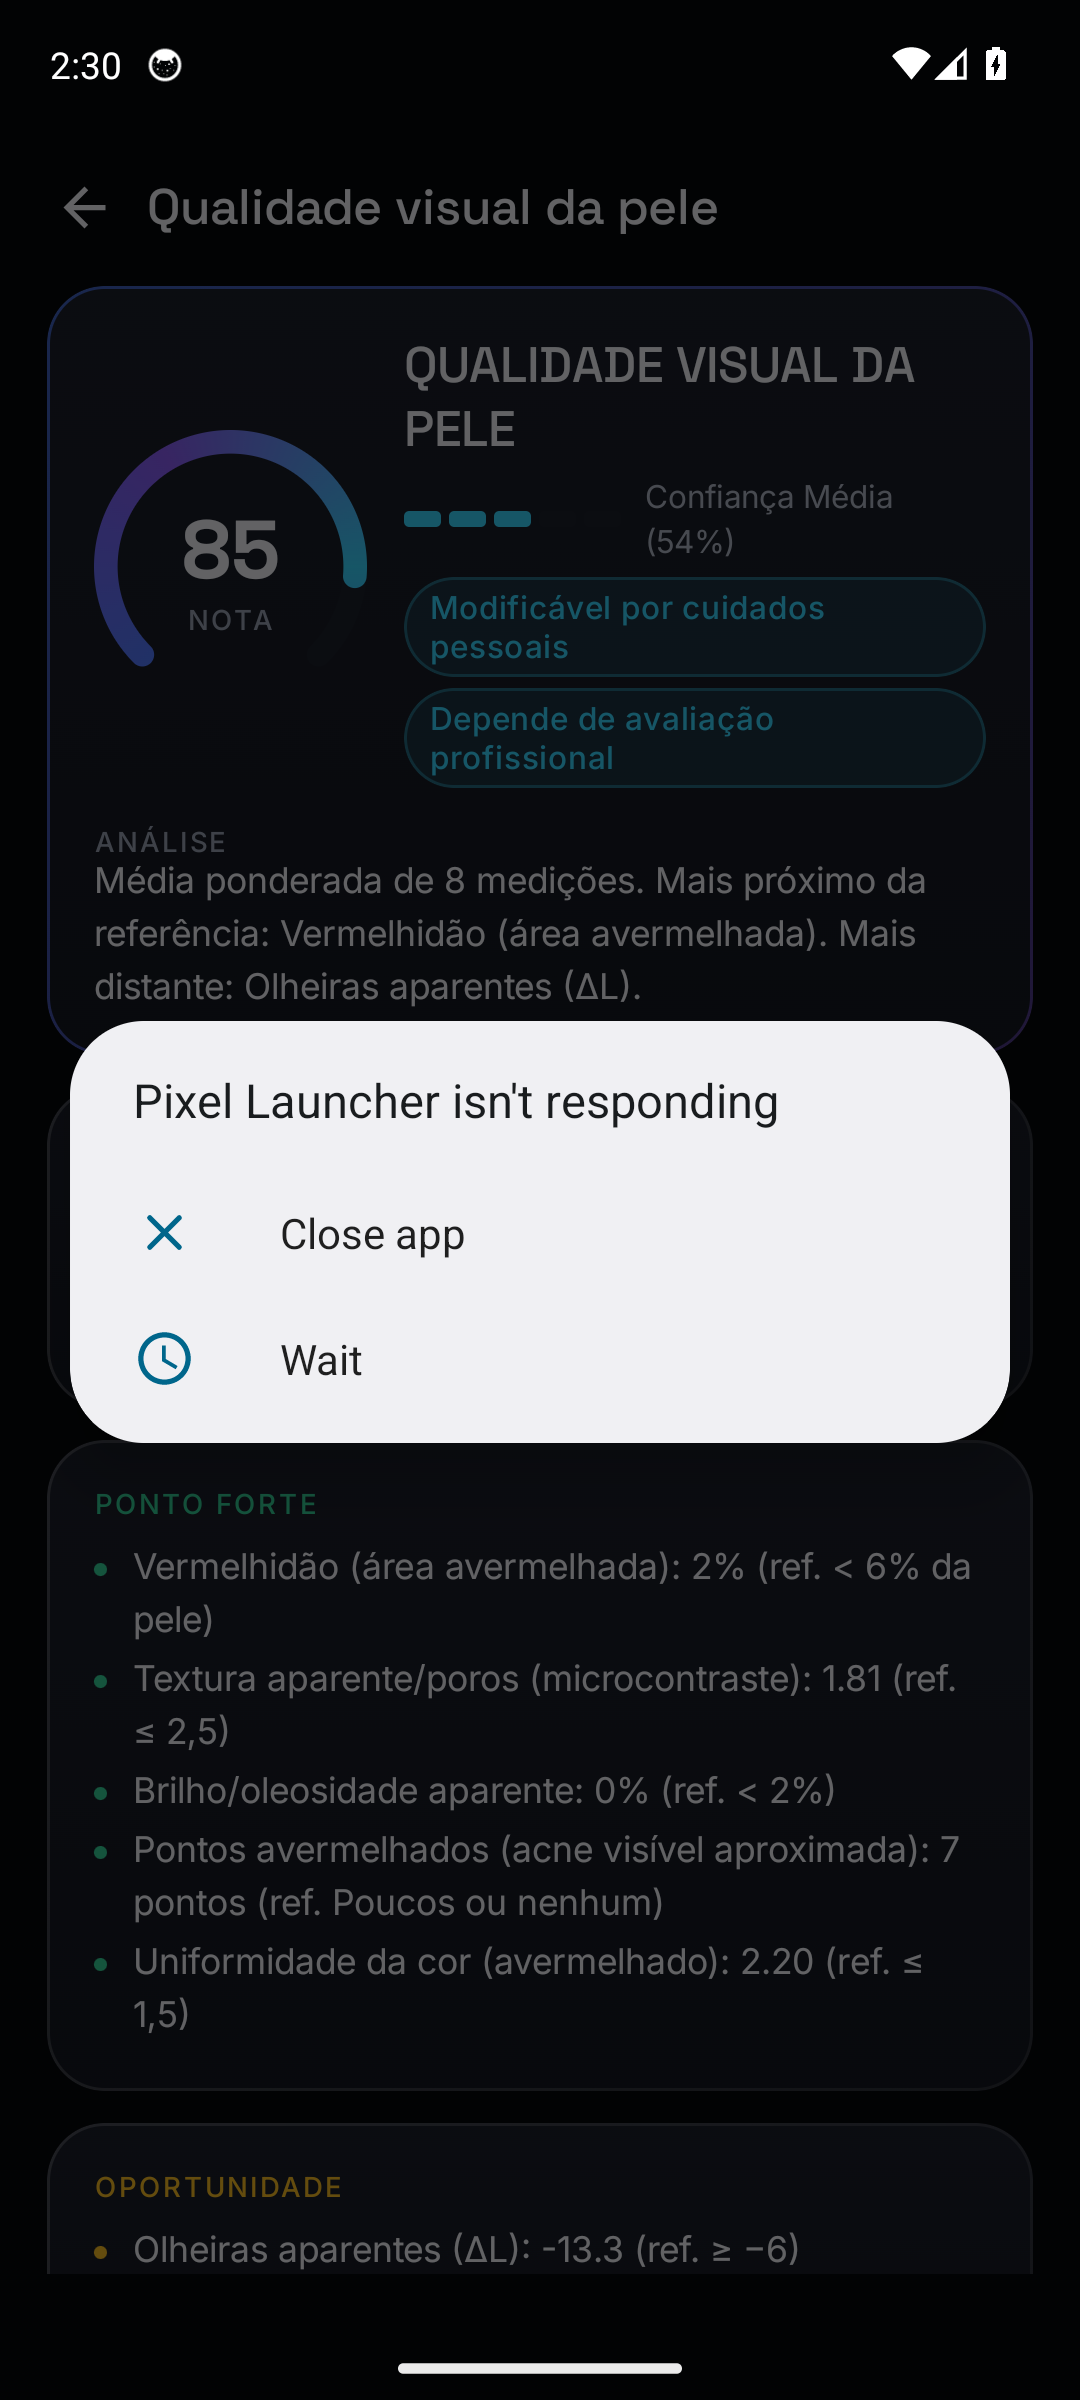 2:30
Qualidade visual da pele
QUALIDADE VISUAL DA
PELE
Confiança Média
(54%)
85
NOTA
Modificável por cuidados
pessoais
Depende de avaliação
profissional
ANÁLISE
Média ponderada de 8 medições. Mais próximo da
referência: Vermelhidão (área avermelhada). Mais
distante: Olheiras aparentes (ΔL).
Pixel Launcher isn't responding
Close app
Wait
PONTO FORTE
Vermelhidão (área avermelhada): 2% (ref. < 6% da
pele)
Textura aparente/poros (microcontraste): 1.81 (ref.
≤ 2,5)
Brilho/oleosidade aparente: 0% (ref. < 2%)
Pontos avermelhados (acne visível aproximada): 7
pontos (ref. Poucos ou nenhum)
Uniformidade da cor (avermelhado): 2.20 (ref. ≤
1,5)
OPORTUNIDADE
Olheiras aparentes (ΔL): -13.3 (ref. ≥ −6)